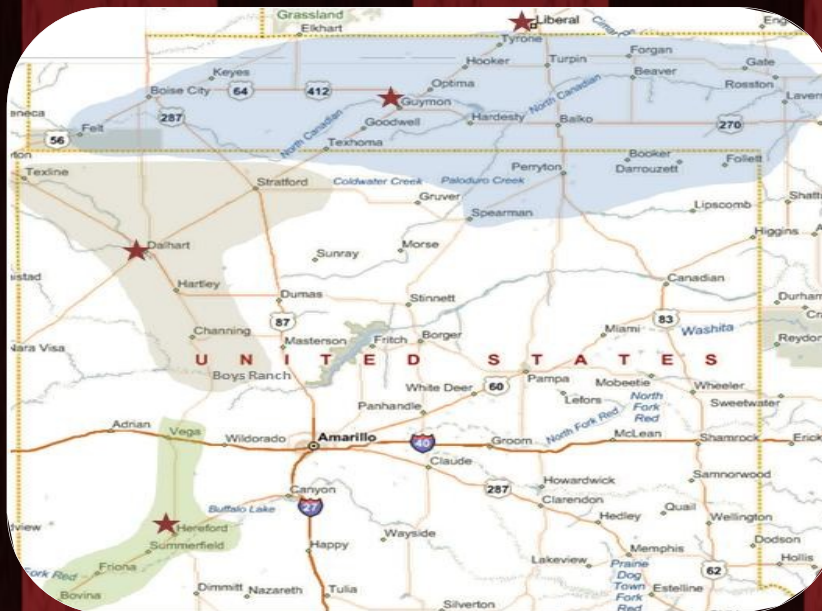 Grassland
Liberal
Elkhart
Tyrone
Hooker
Turpin
Forgan
Gate
Keyes
Optima
Beaver
Rosston
Boise City
64
412
Guymon
North Canadian
287
Goodwell
Hardesty
Balko
270
56
Felt
North Canadian
Texhoma
Perryton
Booker
Darrouzett
Follett
Texline
Stratford
Coldwater Creek
Paloduro Creek
Gruver
Spearman
Lipscomb
Higgins
Dalhart
Sunray
Morse
Canadian
Hartley
Dumas
Stinnett
87
83
Channing
Masterson
Fritch
Borger
Miami
Washita
UNITED STATES
Boys Ranch
White Deer
60
Pampa
Mobeetie
Wheeler
Lefors
North
Fork
Red
Sweetwater
Panhandle
Adrian
Vega
Wildorado
Amarillo
40
Groom
North Fork Red
McLean
Shamrock
Claude
Samnorwood
Canyon
287
Howardwick
Buffalo Lake
27
Clarendon
Quail
Hereford
Hedley
Wellington
Summerfield
Happy
Wayside
Dodson
Friona
Lakeview
Memphis
62
Hollis
Bovina
Dimmitt
Nazareth
Tulia
Prairie
Dog
Town
Fork
Red
Estelline
Silverton